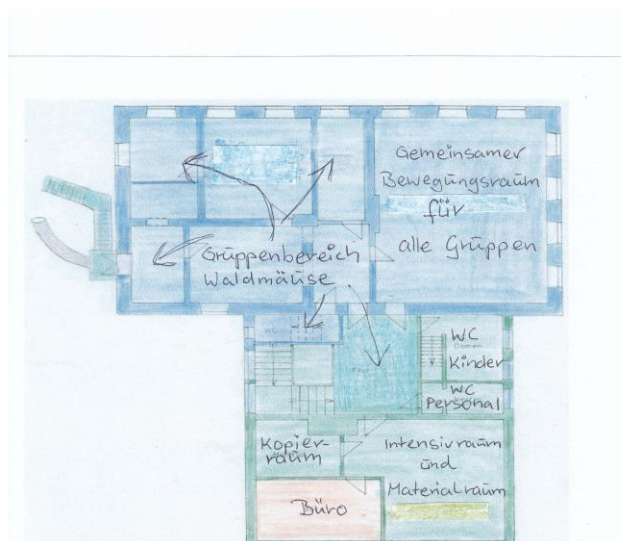 Gemeinsamer
Bewegungsraum
für
alle Gruppen
Gruppenbereich
Waldmäuse
WC
Kinder
WC
Personal
Kopier-
raum
Intensivraum
und
Materialraum
Büro